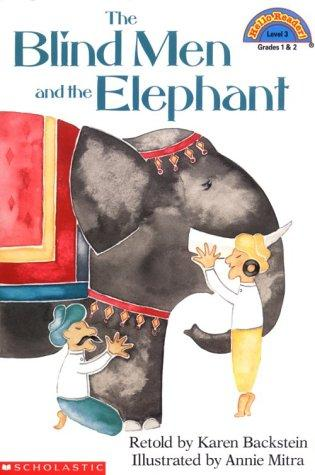 The
Blind Men
and the Elephant
Hello Reader!
Level 3
Grades 1 & 2
Retold by Karen Backstein
Illustrated by Annie Mitra
SCHOLASTIC